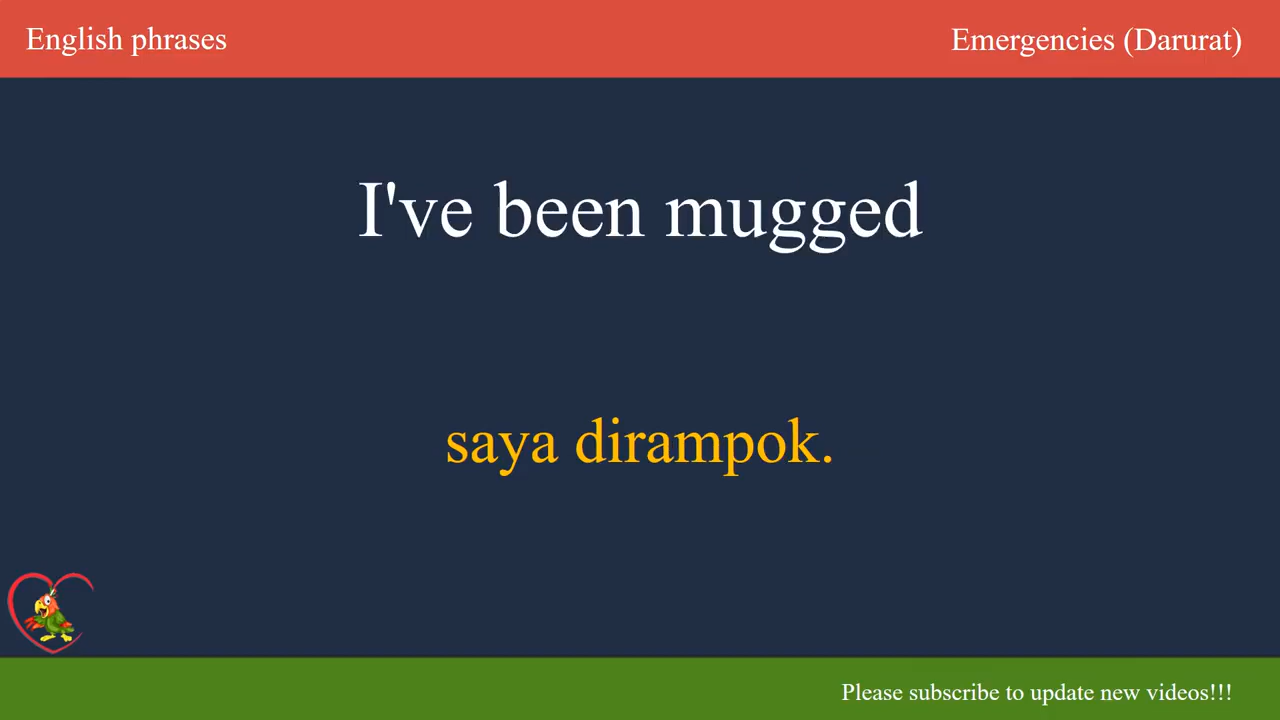 English phrases
Emergencies (Darurat)
I've been mugged
saya dirampok.
Please subscribe to update new videos!!!